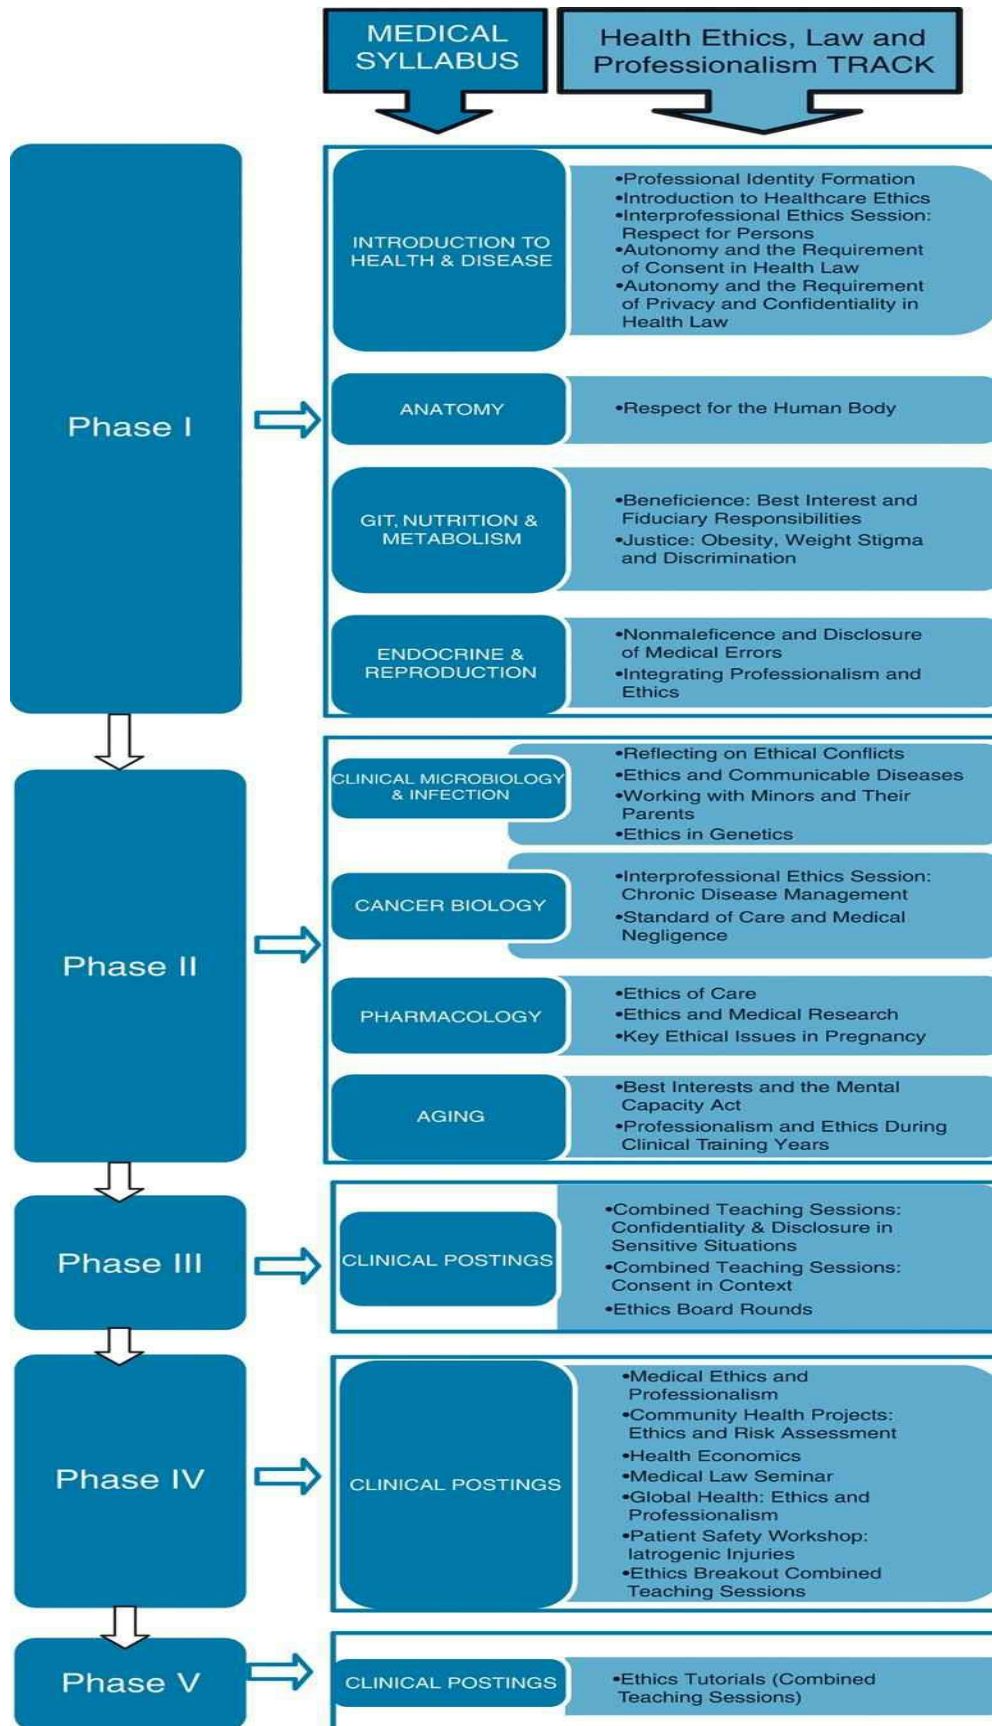 MEDICAL
SYLLABUS
Health Ethics, Law and
Professionalism TRACK
Phase I
INTRODUCTION TO
HEALTH & DISEASE
•Professional Identity Formation
•Introduction to Healthcare Ethics
•Interprofessional Ethics Session:
Respect for Persons
•Autonomy and the Requirement
of Consent in Health Law
•Autonomy and the Requirement
of Privacy and Confidentiality in
Health Law
ANATOMY
•Respect for the Human Body
GIT, NUTRITION &
METABOLISM
•Beneficience: Best Interest and
Fiduciary Responsibilities
•Justice: Obesity, Weight Stigma
and Discrimination
ENDOCRINE &
REPRODUCTION
•Nonmaleficence and Disclosure
of Medical Errors
•Integrating Professionalism and
Ethics
Phase II
CLINICAL MICROBIOLOGY
& INFECTION
•Reflecting on Ethical Conflicts
•Ethics and Communicable Diseases
•Working with Minors and Their
Parents
•Ethics in Genetics
CANCER BIOLOGY
•Interprofessional Ethics Session:
Chronic Disease Management
•Standard of Care and Medical
Negligence
PHARMACOLOGY
•Ethics of Care
•Ethics and Medical Research
•Key Ethical Issues in Pregnancy
AGING
•Best Interests and the Mental
Capacity Act
•Professionalism and Ethics During
Clinical Training Years
Phase III
CLINICAL POSTINGS
•Combined Teaching Sessions:
Confidentiality & Disclosure in
Sensitive Situations
•Combined Teaching Sessions:
Consent in Context
•Ethics Board Rounds
Phase IV
CLINICAL POSTINGS
•Medical Ethics and
Professionalism
•Community Health Projects:
Ethics and Risk Assessment
•Health Economics
•Medical Law Seminar
•Global Health: Ethics and
Professionalism
•Patient Safety Workshop:
Iatrogenic Injuries
•Ethics Breakout Combined
Teaching Sessions
Phase V
CLINICAL POSTINGS
•Ethics Tutorials (Combined
Teaching Sessions)